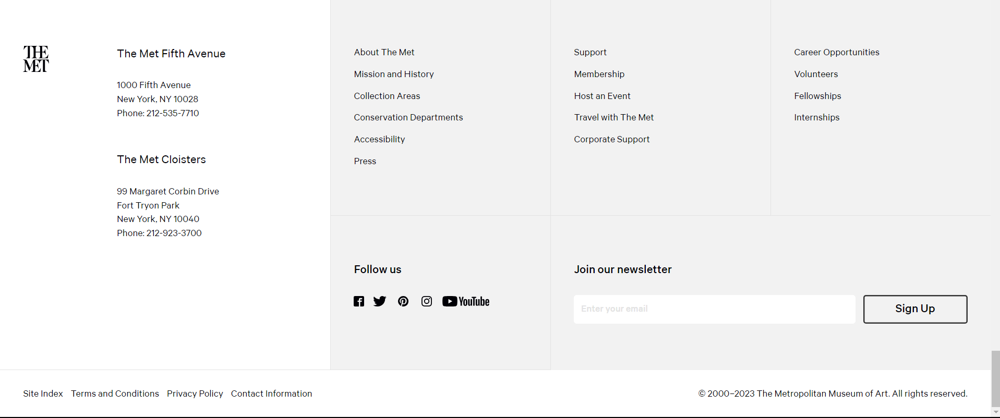 THE
MET
The Met Fifth Avenue
1000 Fifth Avenue
New York, NY 10028
Phone: 212-535-7710
The Met Cloisters
99 Margaret Corbin Drive
Fort Tryon Park
New York, NY 10040
Phone: 212-923-3700
About The Met
Mission and History
Collection Areas
Conservation Departments
Accessibility
Press
Support
Membership
Host an Event
Travel with The Met
Corporate Support
Career Opportunities
Volunteers
Fellowships
Internships
Follow us
YouTube
Join our newsletter
Enter your email
Sign Up
Site Index Terms and Conditions Privacy Policy Contact Information
© 2000–2023 The Metropolitan Museum of Art. All rights reserved.